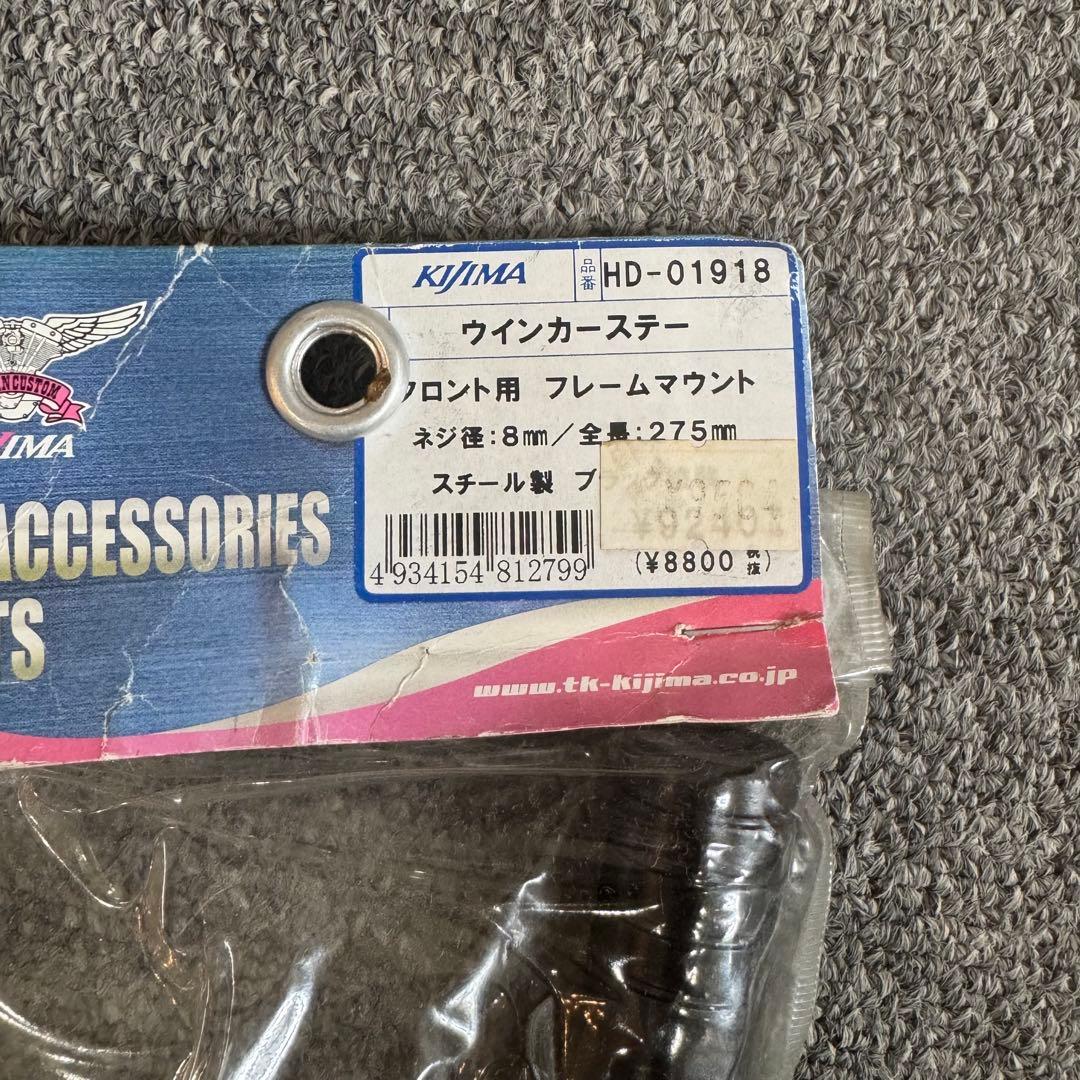 KIJIMA 品番 HD-01918
ウインカーステー
フロント用 フレームマウント
ネジ径:8㎜/全長:275㎜
スチール製 ブ
4 934154 812799
(¥8800 税抜)
NCUSTOM
IMA
ACCESSORIES
TS
www.tk-kijima.co.jp